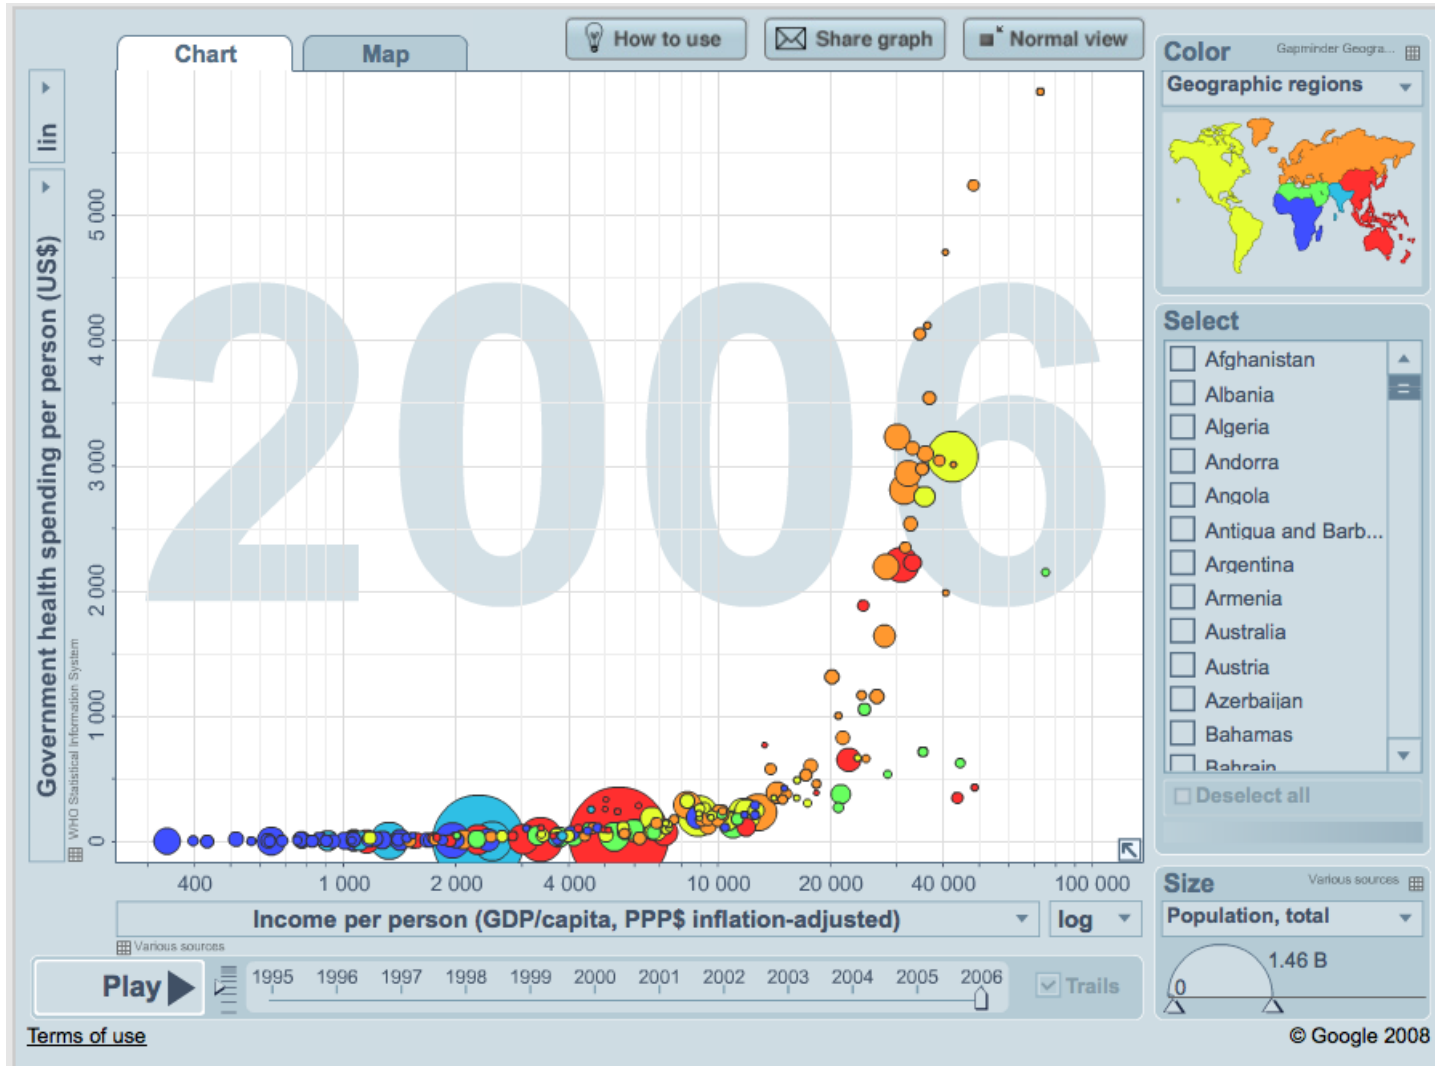 Chart
Map
How to use
Share graph
Normal view
lin
Government health spending per person (US$)
WHO Statistical Information System
5 000
4 000
3 000
2 000
1 000
0
2006
400
1 000
2 000
4 000
10 000
20 000
40 000
100 000
Income per person (GDP/capita, PPP$ inflation-adjusted)
log
Various sources
Play
1995 1996 1997 1998 1999 2000 2001 2002 2003 2004 2005 2006
Trails
Color
Gapminder Geogra...
Geographic regions
Select
Afghanistan
Albania
Algeria
Andorra
Angola
Antigua and Barb...
Argentina
Armenia
Australia
Austria
Azerbaijan
Bahamas
Bahrain
Deselect all
Size
Various sources
Population, total
1.46 B
0
Terms of use
© Google 2008